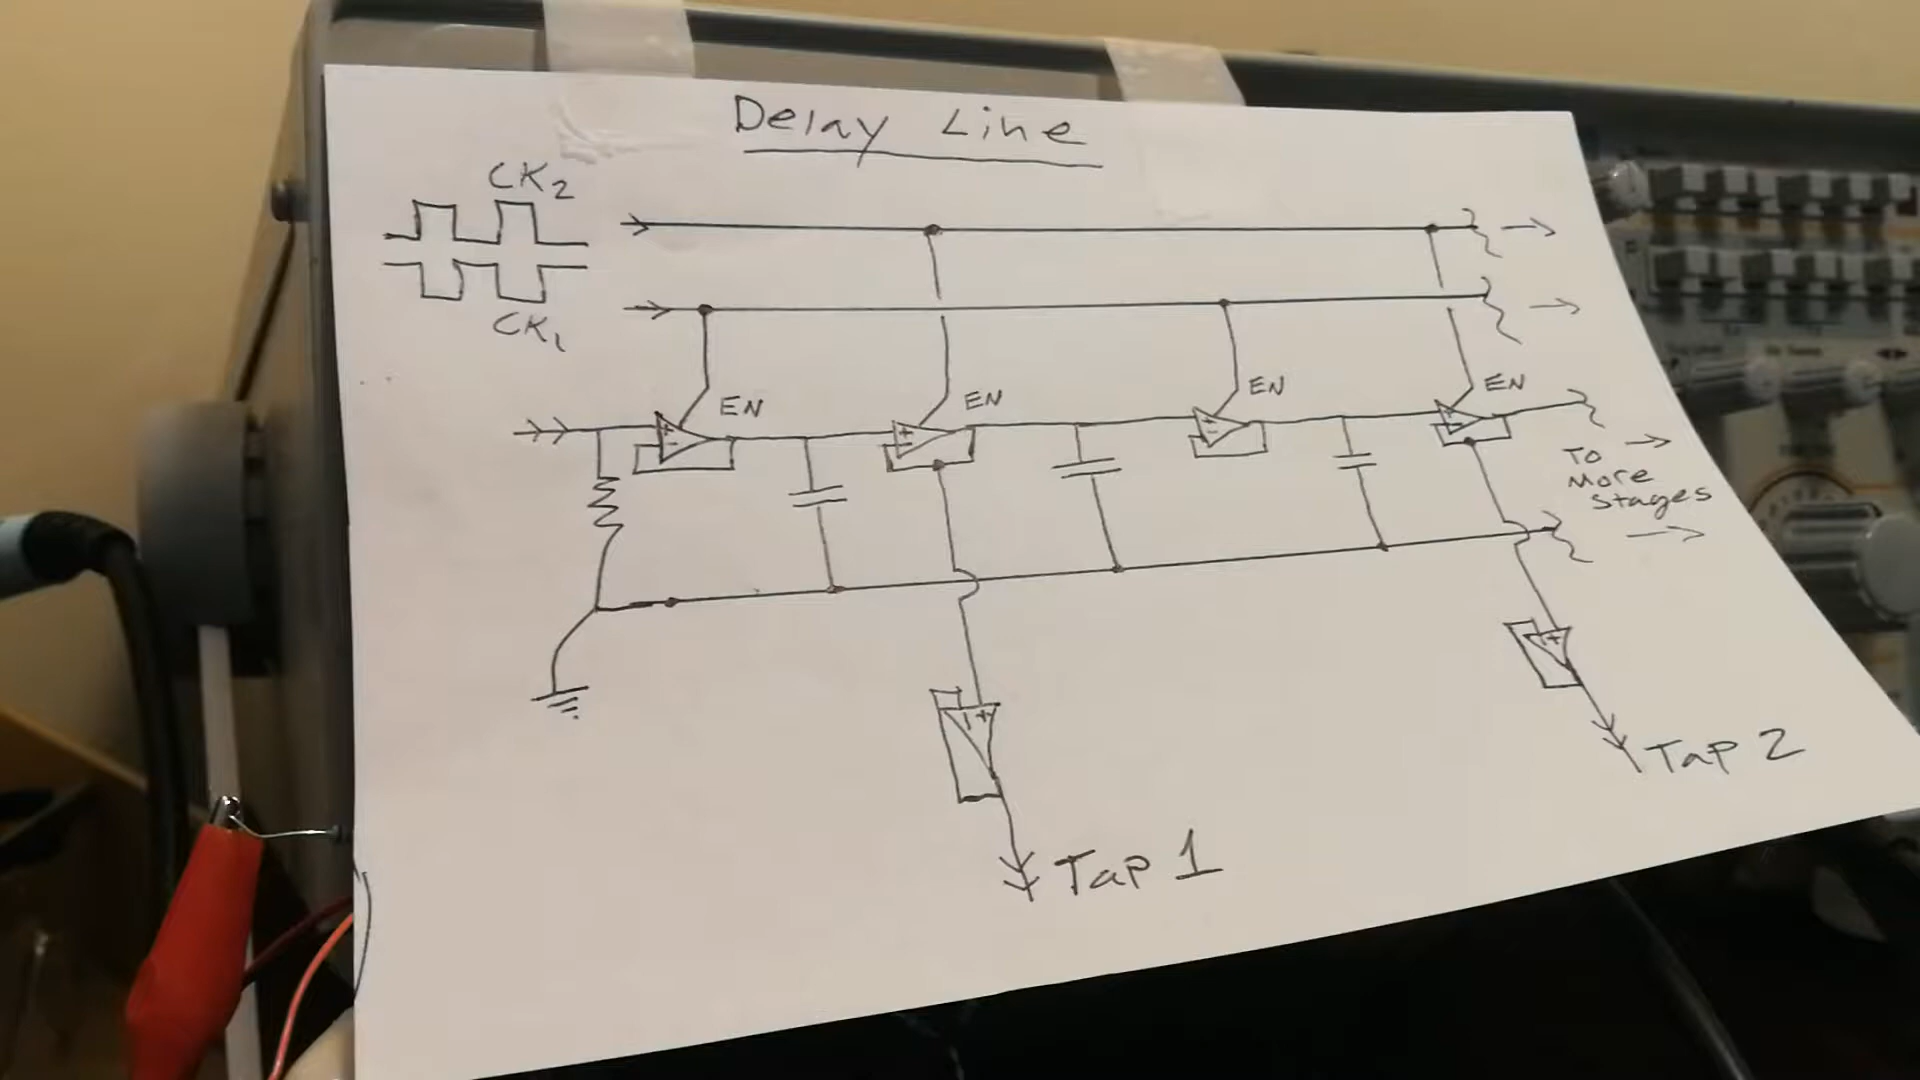 Delay Line
CK2
CK1
EN
EN
EN
EN
+
-
+
-
+
-
+
-
To
More
Stages
- +
- +
Tap 1
Tap 2